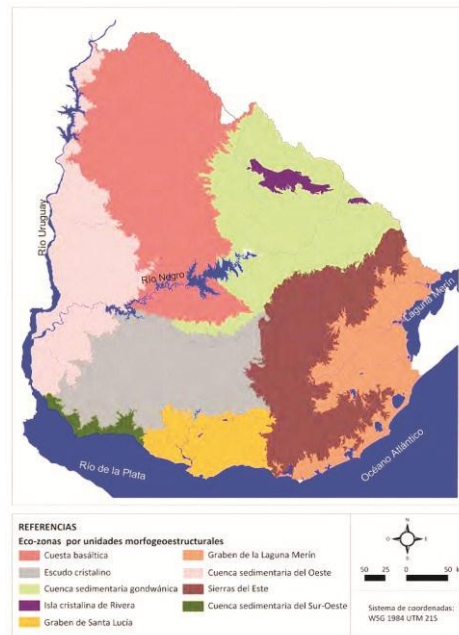 Río Uruguay
Río Negro
Laguna Merín
Océano Atlántico
Río de la Plata
REFERENCIAS
Eco-zonas por unidades morfogeoestructurales
Cuesta basáltica
Escudo cristalino
Cuenca sedimentaria gondwánica
Isla cristalina de Rivera
Graben de Santa Lucía
Graben de la Laguna Merín
Cuenca sedimentaria del Oeste
Sierras del Este
Cuenca sedimentaria del Sur-Oeste
N
O E
S
50 25 0 50 km
Sistema de coordenadas:
WSG 1984 UTM 21S